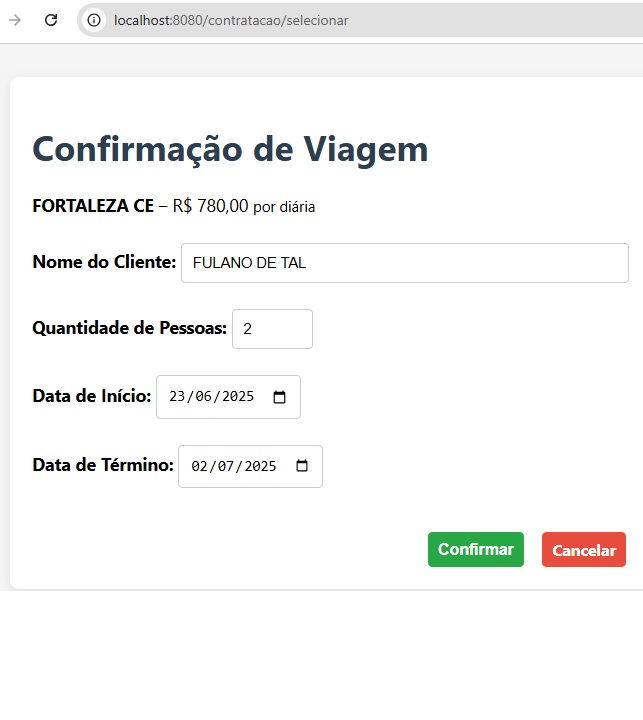 localhost:8080/contratacao/selecionar
Confirmação de Viagem
FORTALEZA CE – R$ 780,00 por diária
Nome do Cliente: FULANO DE TAL
Quantidade de Pessoas: 2
Data de Início: 23/06/2025
Data de Término: 02/07/2025
Confirmar Cancelar